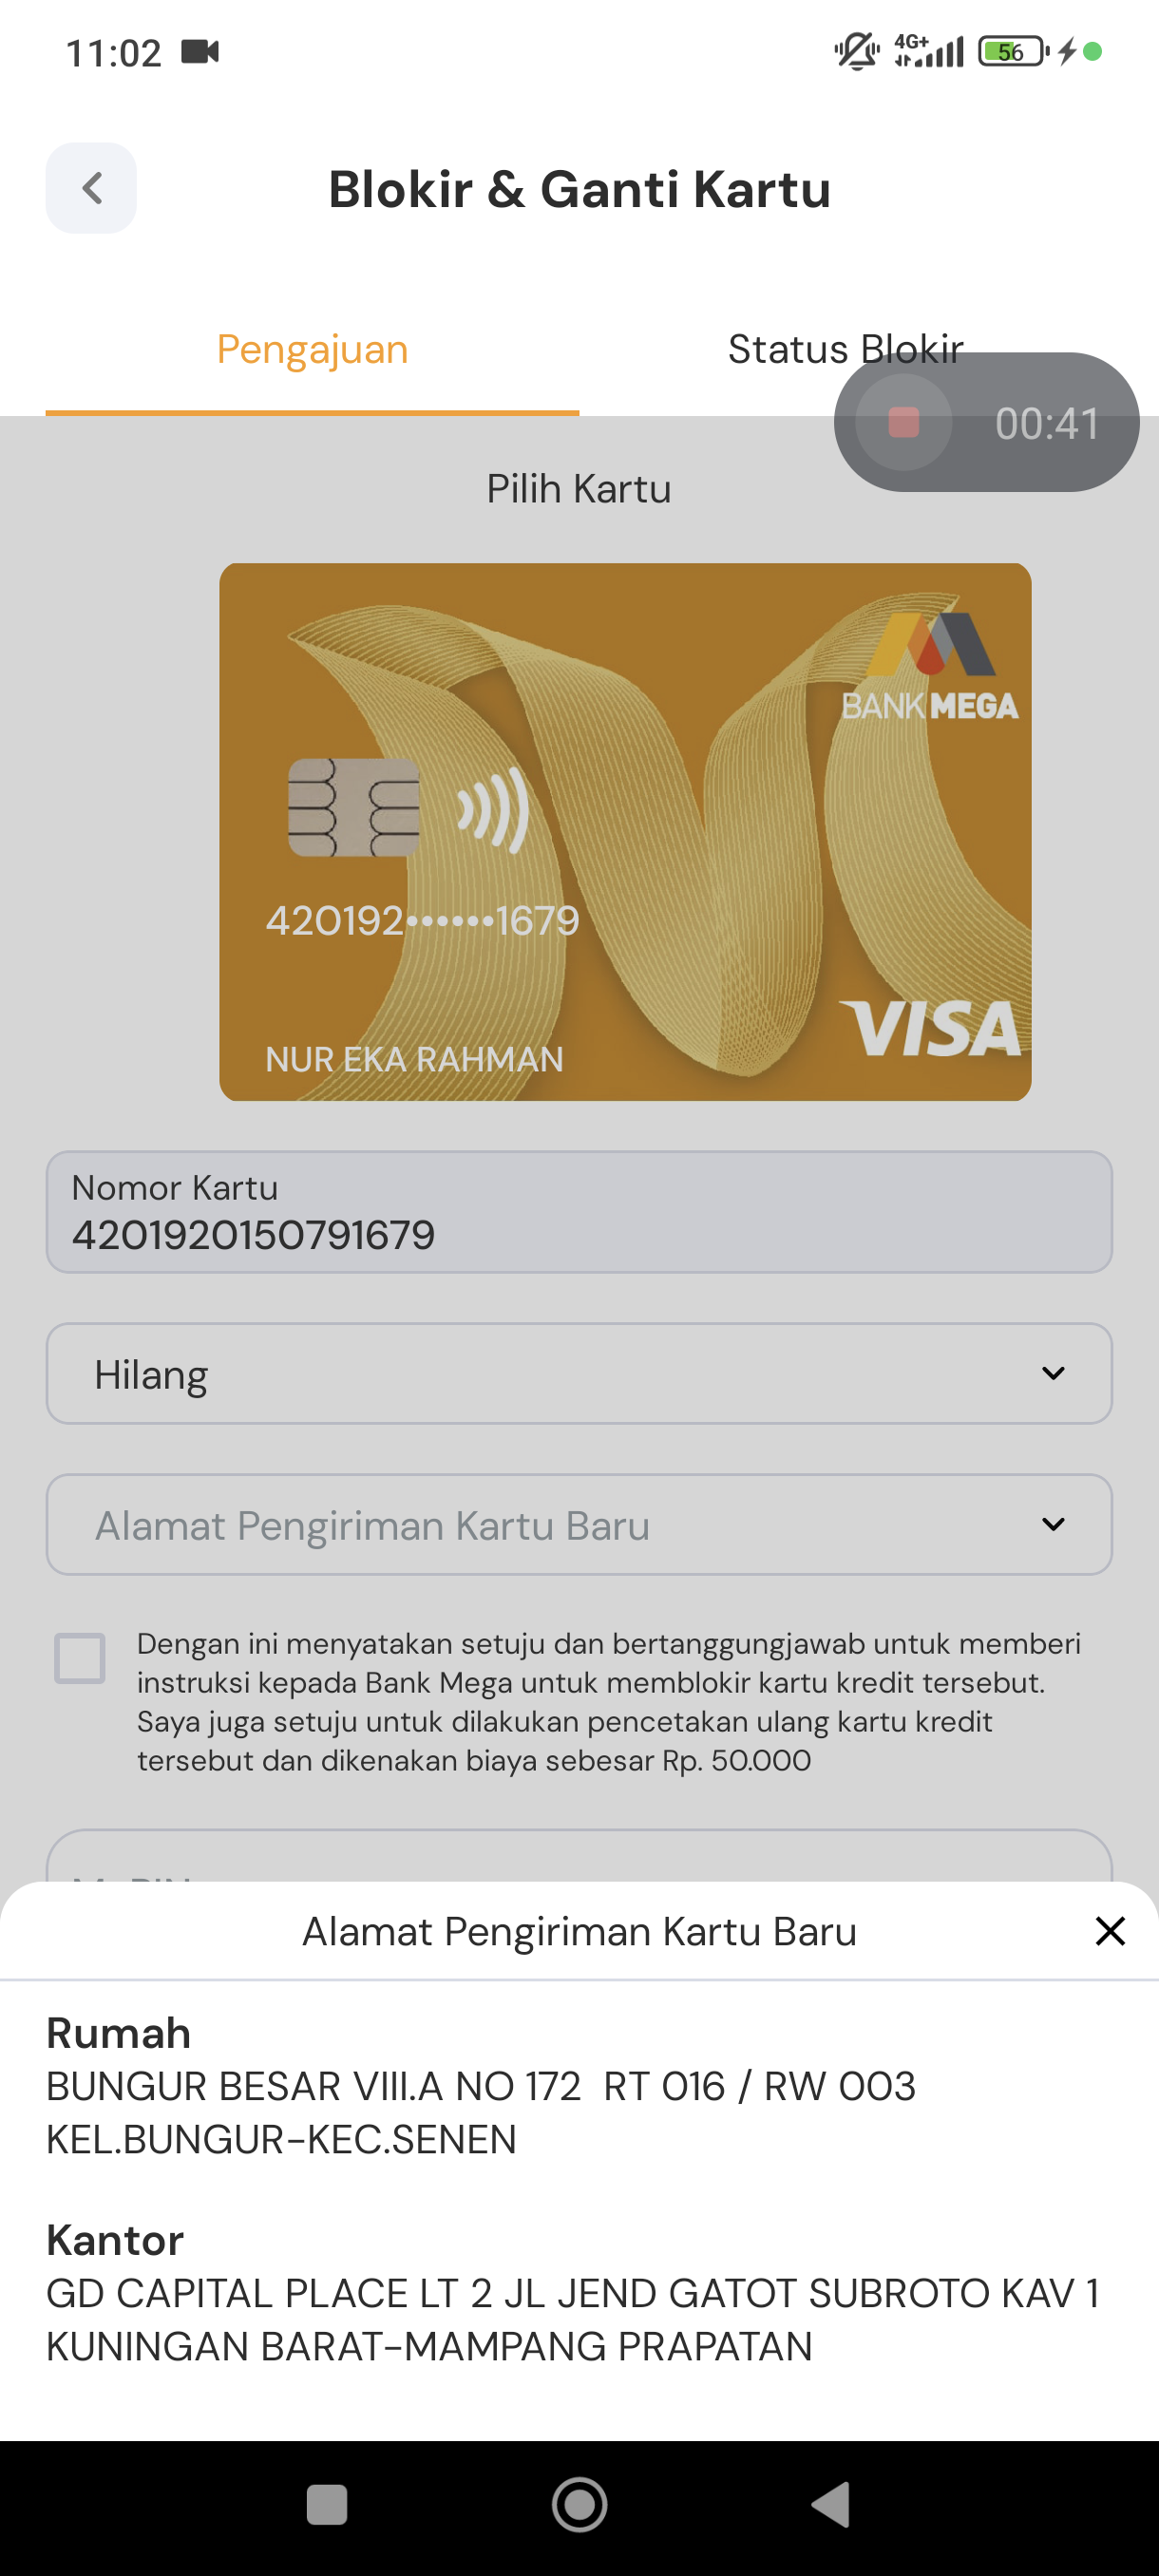 11:02
4G+
56
Blokir & Ganti Kartu
Pengajuan
Status Blokir
00:41
Pilih Kartu
BANK MEGA
420192••••••1679
VISA
NUR EKA RAHMAN
Nomor Kartu
4201920150791679
Hilang
Alamat Pengiriman Kartu Baru
Dengan ini menyatakan setuju dan bertanggungjawab untuk memberi
instruksi kepada Bank Mega untuk memblokir kartu kredit tersebut.
Saya juga setuju untuk dilakukan pencetakan ulang kartu kredit
tersebut dan dikenakan biaya sebesar Rp. 50.000
Alamat Pengiriman Kartu Baru
Rumah
BUNGUR BESAR VIII.A NO 172  RT 016 / RW 003
KEL.BUNGUR-KEC.SENEN
Kantor
GD CAPITAL PLACE LT 2 JL JEND GATOT SUBROTO KAV 1
KUNINGAN BARAT-MAMPANG PRAPATAN